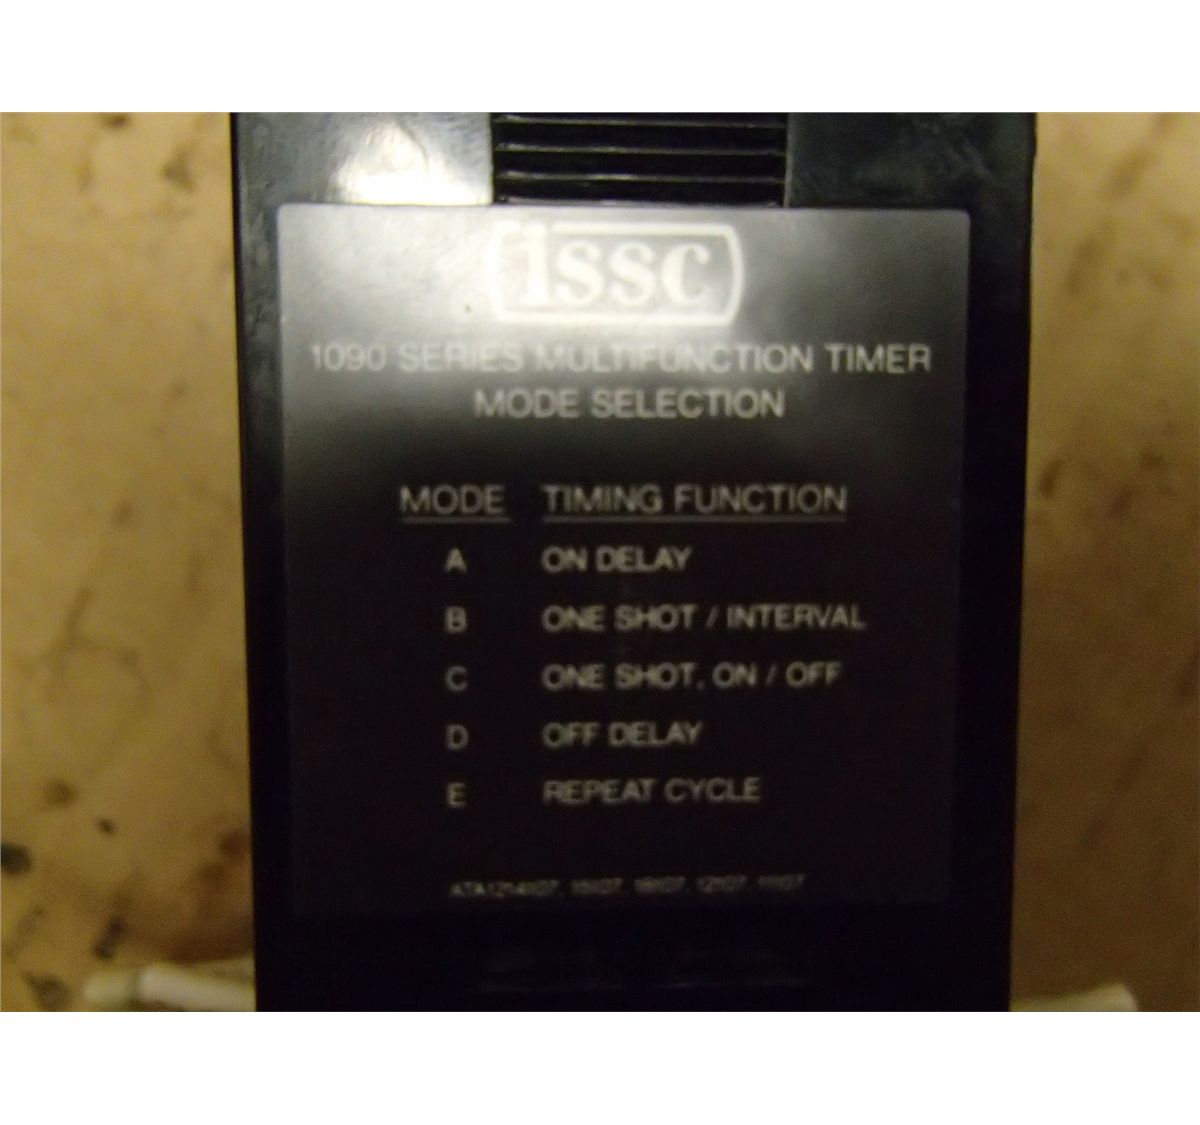 issc
1090 SERIES MULTIFUNCTION TIMER
MODE SELECTION
MODE TIMING FUNCTION
A ON DELAY
B ONE SHOT / INTERVAL
C ONE SHOT, ON / OFF
D OFF DELAY
E REPEAT CYCLE